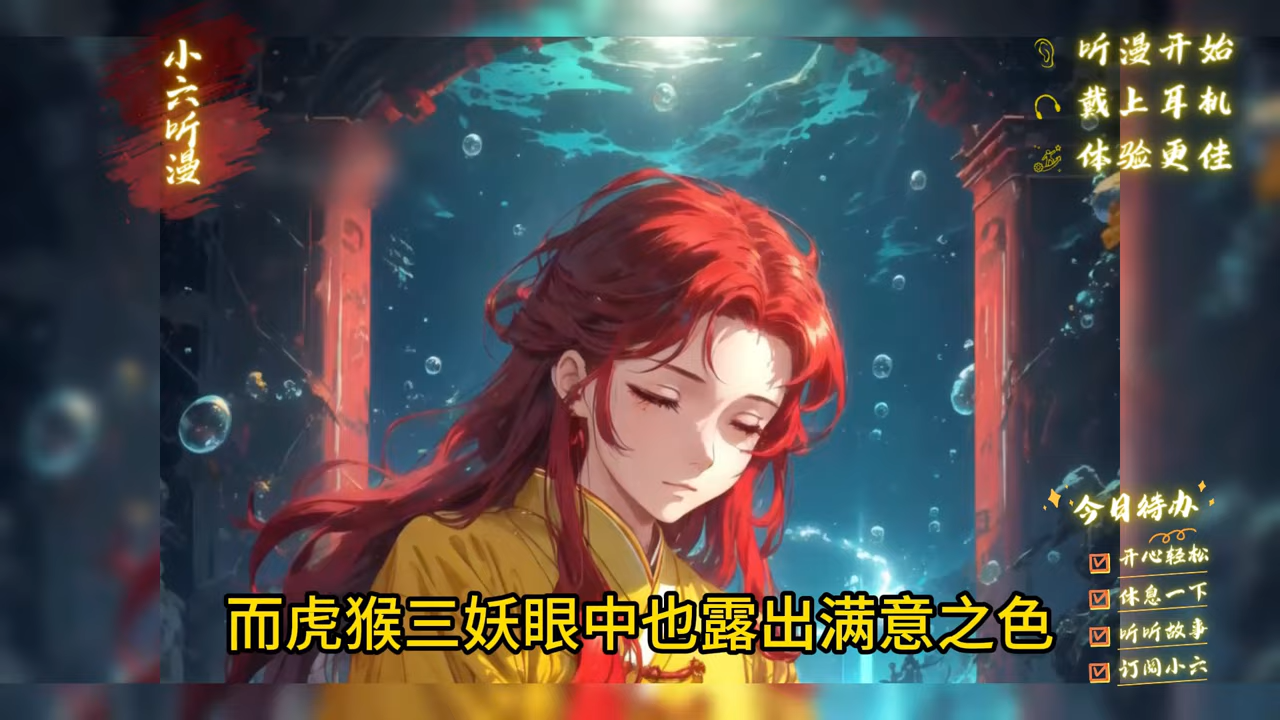 小六听漫
听漫开始
戴上耳机
体验更佳
今日待办
开心轻松
休息一下
听听故事
订阅小六
而虎猴三妖眼中也露出满意之色